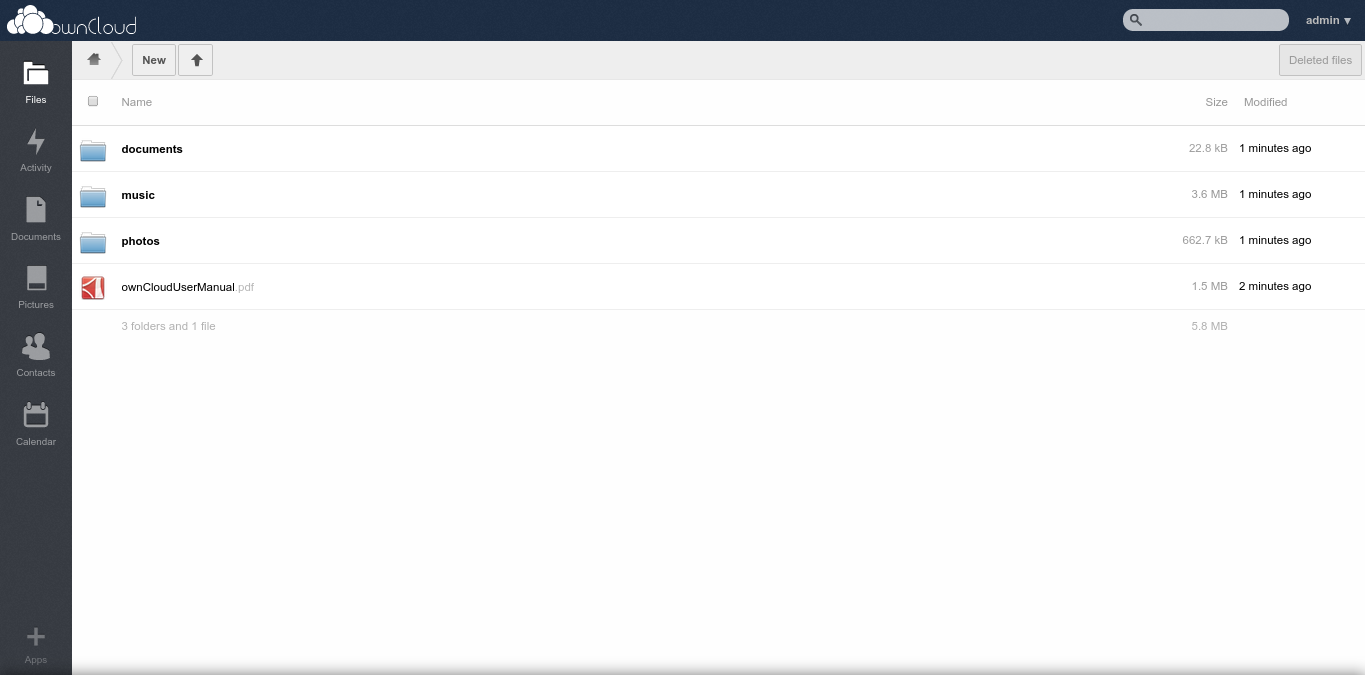 ownCloud
admin ▼
New
Deleted files
Name Size Modified
documents 22.8 kB 1 minutes ago
music 3.6 MB 1 minutes ago
photos 662.7 kB 1 minutes ago
ownCloudUserManual.pdf 1.5 MB 2 minutes ago
3 folders and 1 file 5.8 MB
Files
Activity
Documents
Pictures
Contacts
Calendar
Apps